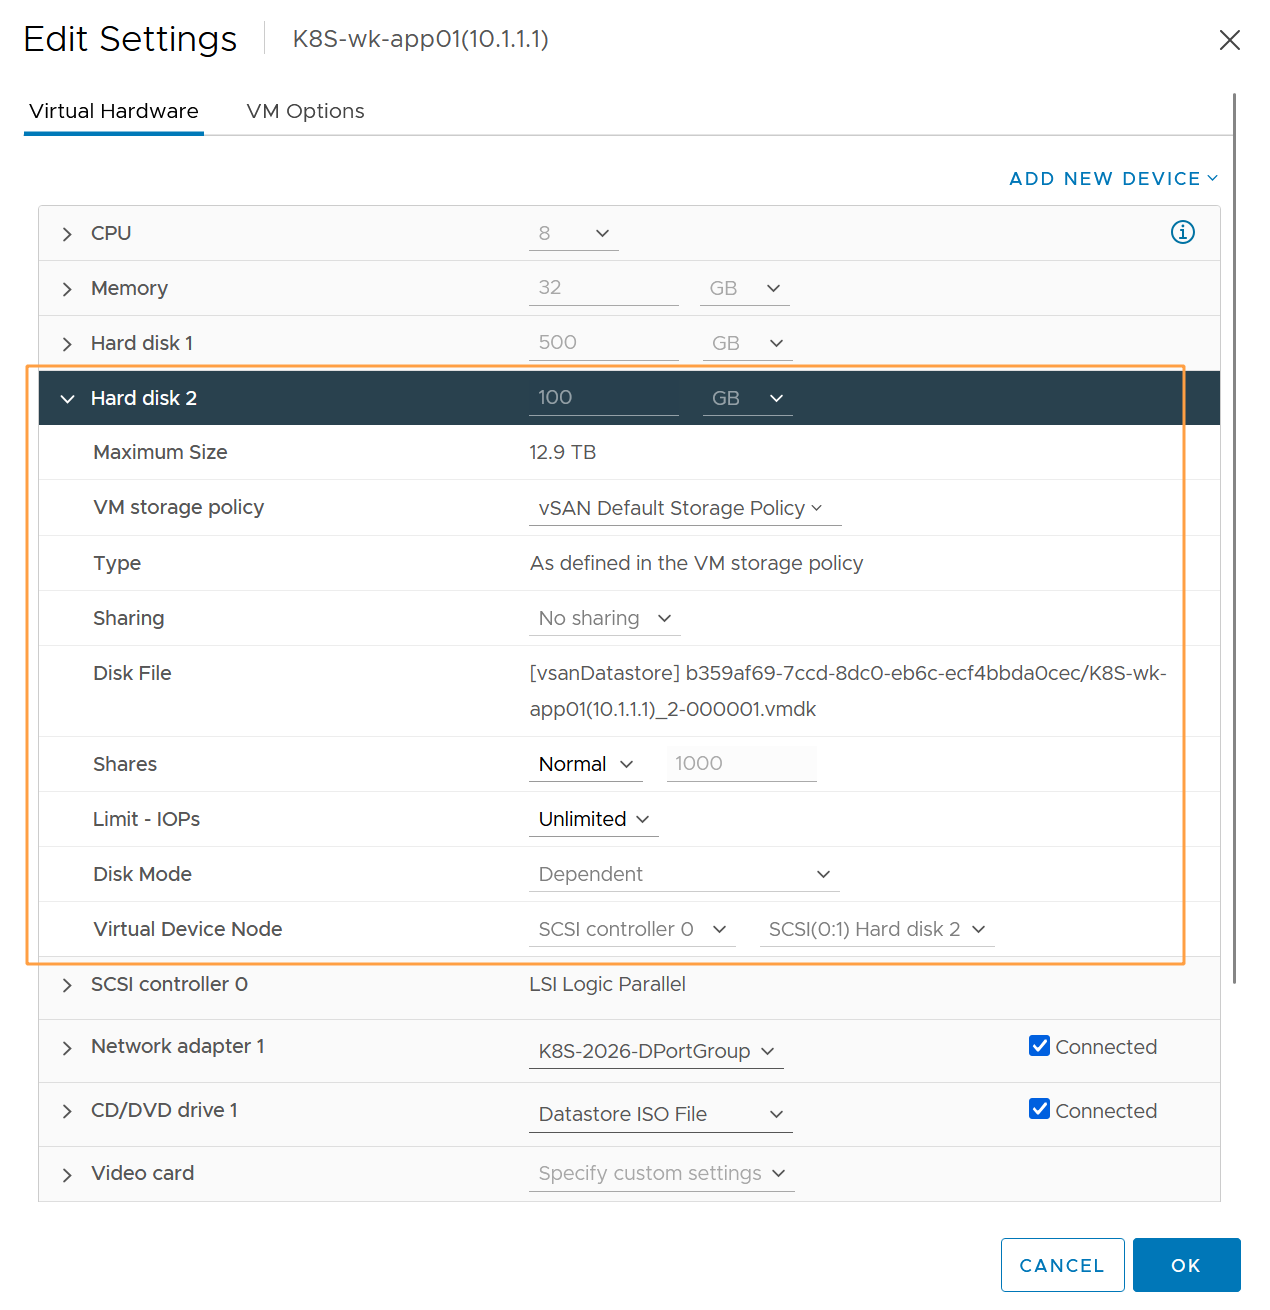 Edit Settings K8S-wk-app01(10.1.1.1)
Virtual Hardware VM Options
ADD NEW DEVICE
CPU 8
Memory 32 GB
Hard disk 1 500 GB
Hard disk 2 100 GB
Maximum Size 12.9 TB
VM storage policy vSAN Default Storage Policy
Type As defined in the VM storage policy
Sharing No sharing
Disk File [vsanDatastore] b359af69-7ccd-8dc0-eb6c-ecf4bbda0cec/K8S-wk-
app01(10.1.1.1)_2-000001.vmdk
Shares Normal 1000
Limit - IOPs Unlimited
Disk Mode Dependent
Virtual Device Node SCSI controller 0 SCSI(0:1) Hard disk 2
SCSI controller 0 LSI Logic Parallel
Network adapter 1 K8S-2026-DPortGroup Connected
CD/DVD drive 1 Datastore ISO File Connected
Video card Specify custom settings
CANCEL OK